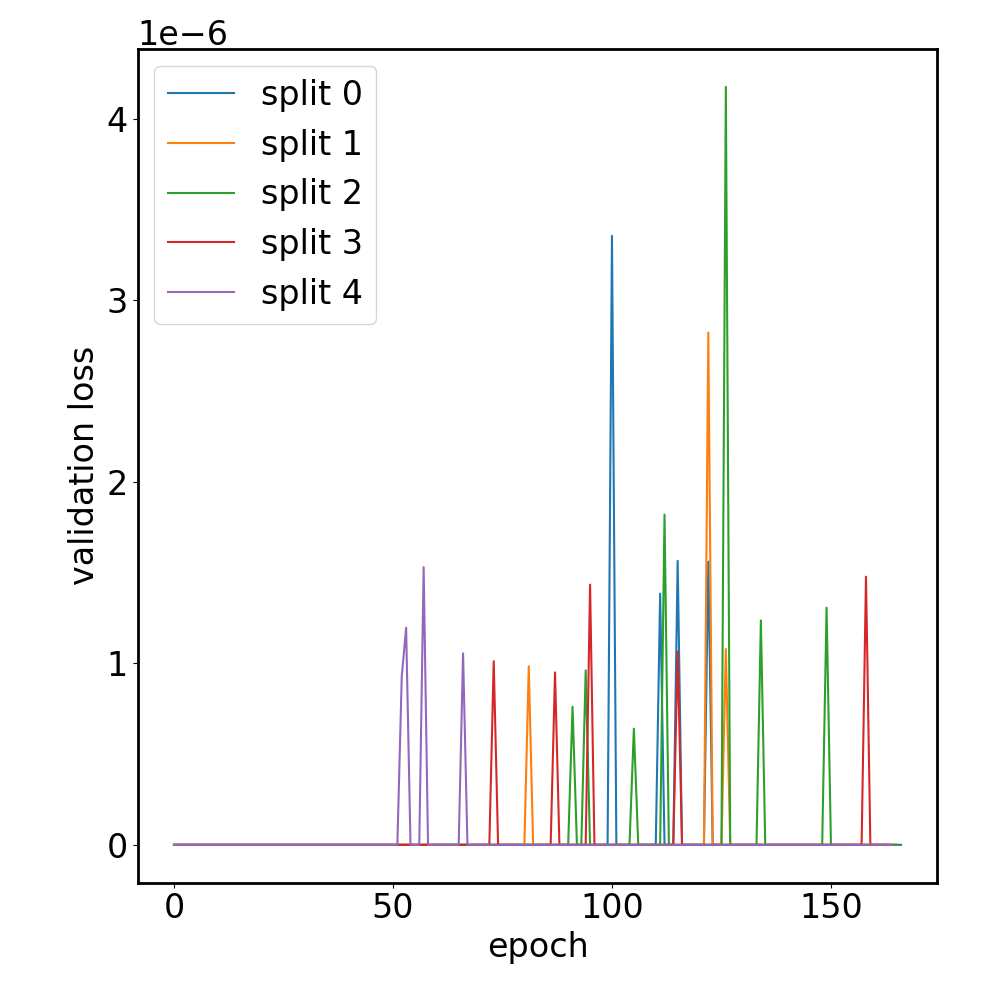 1e−6
split 0
split 1
split 2
split 3
split 4
4
3
2
1
0
validation loss
0 50 100 150
epoch